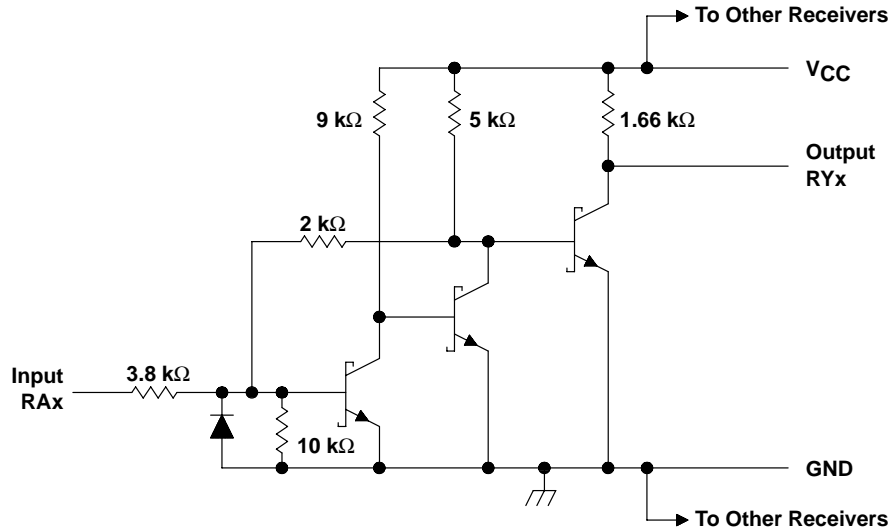 To Other Receivers
VCC
9 kΩ
5 kΩ
1.66 kΩ
Output
RYx
2 kΩ
Input
RAx
3.8 kΩ
10 kΩ
GND
To Other Receivers